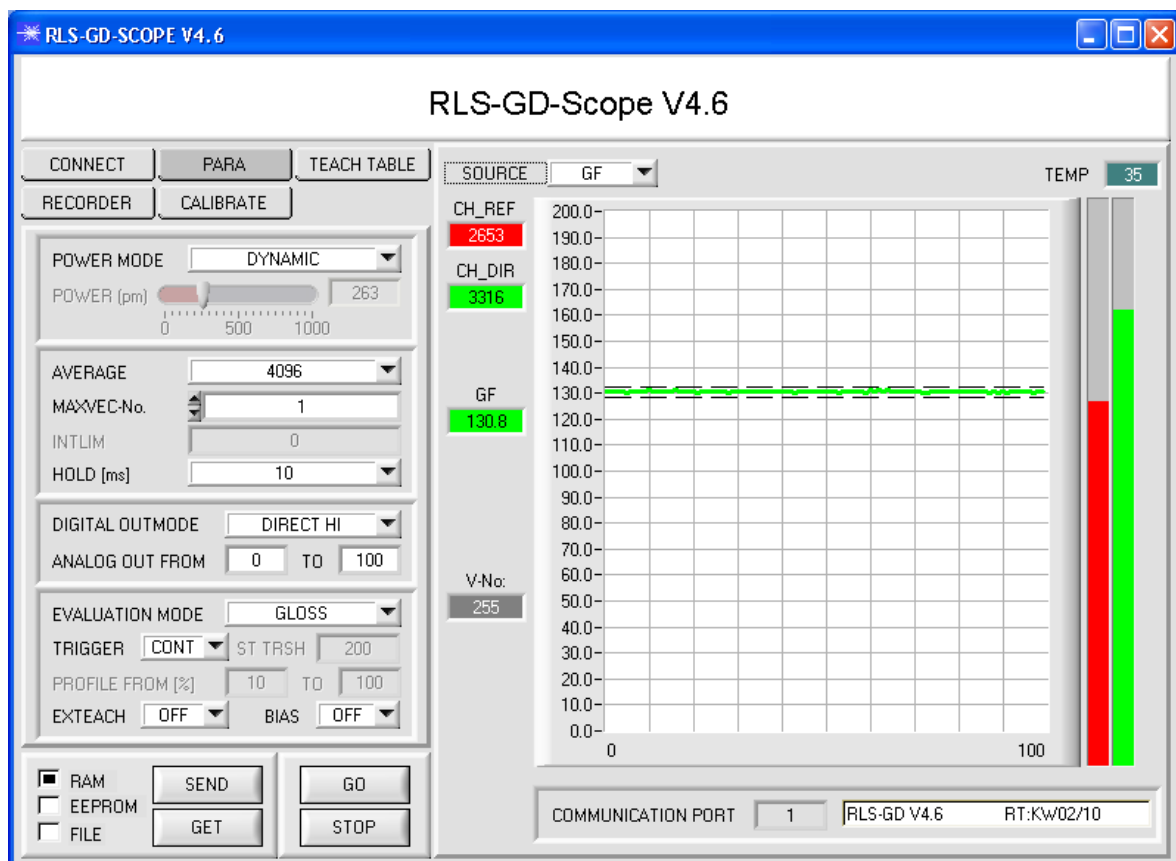 RLS-GD-SCOPE V4.6
RLS-GD-Scope V4.6
CONNECT PARA TEACH TABLE
RECORDER CALIBRATE
POWER MODE DYNAMIC
POWER (pm) 263
0 500 1000
AVERAGE 4096
MAXVEC-No. 1
INTLIM 0
HOLD [ms] 10
DIGITAL OUTMODE DIRECT HI
ANALOG OUT FROM 0 TO 100
EVALUATION MODE GLOSS
TRIGGER CONT ST TRSH 200
PROFILE FROM [%] 10 TO 100
EXTEACH OFF BIAS OFF
RAM
EEPROM
FILE
SEND
GET
GO
STOP
SOURCE GF
TEMP 35
CH_REF
2653
CH_DIR
3316
GF
130.8
V-No:
255
200.0
190.0
180.0
170.0
160.0
150.0
140.0
130.0
120.0
110.0
100.0
90.0
80.0
70.0
60.0
50.0
40.0
30.0
20.0
10.0
0.0
0 100
COMMUNICATION PORT 1 RLS-GD V4.6 RT:KW02/10